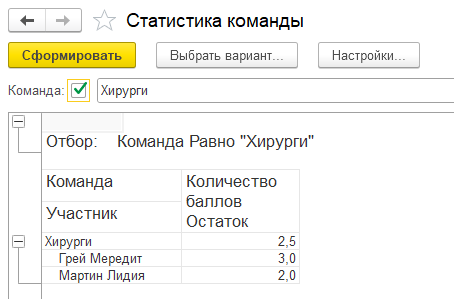 Статистика команды
Сформировать Выбрать вариант... Настройки...
Команда: Хирурги
Отбор: Команда Равно "Хирурги"
Команда Количество
баллов
Участник Остаток
Хирурги 2,5
Грей Мередит 3,0
Мартин Лидия 2,0